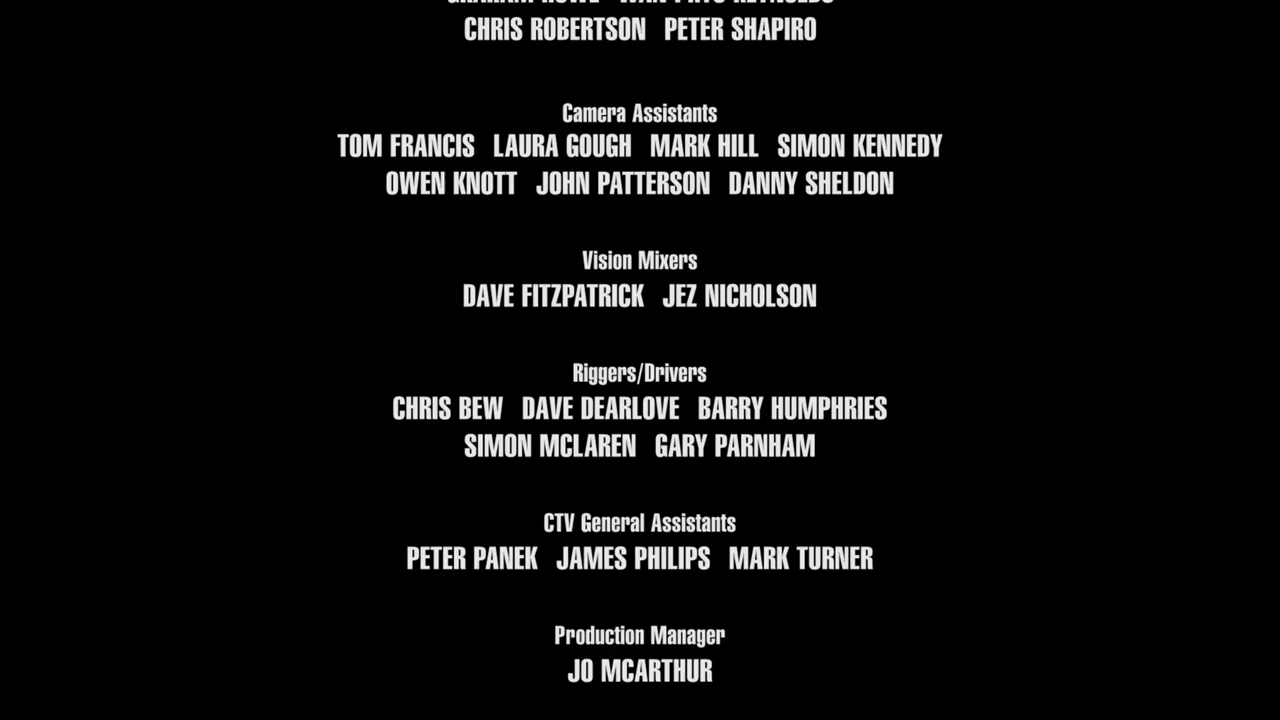 CHRIS ROBERTSON PETER SHAPIRO
Camera Assistants
TOM FRANCIS LAURA GOUGH MARK HILL SIMON KENNEDY
OWEN KNOTT JOHN PATTERSON DANNY SHELDON
Vision Mixers
DAVE FITZPATRICK JEZ NICHOLSON
Riggers/Drivers
CHRIS BEW DAVE DEARLOVE BARRY HUMPHRIES
SIMON MCLAREN GARY PARNHAM
CTV General Assistants
PETER PANEK JAMES PHILIPS MARK TURNER
Production Manager
JO MCARTHUR